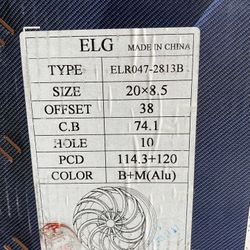 ELG MADE IN CHINA
TYPE ELR047-2813B
SIZE 20×8.5
OFFSET 38
C.B 74.1
HOLE 10
PCD 114.3+120
COLOR B+M(Alu)